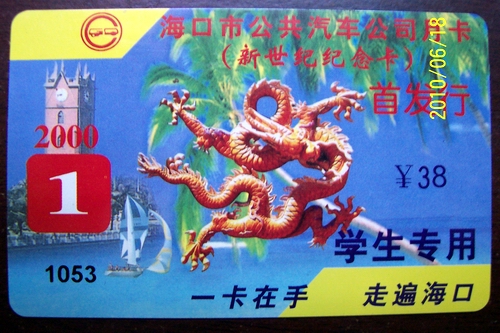 海口市公共汽车公司月卡
(新世纪纪念卡)
首发行
2000
1
¥38
学生专用
1053
一卡在手 走遍海口
2010/06/18